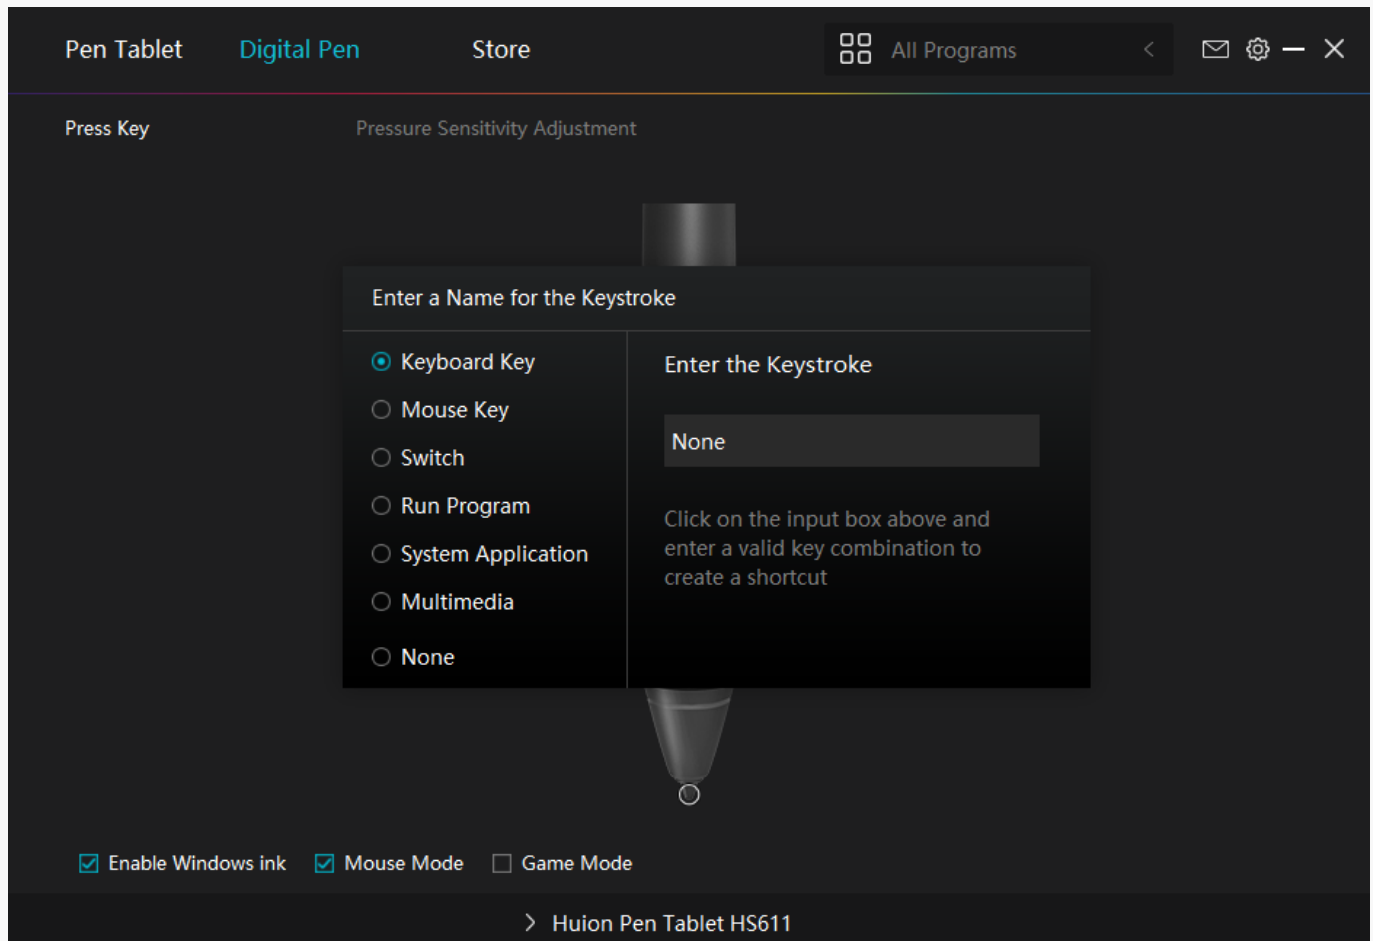 Pen Tablet Digital Pen Store All Programs
Press Key Pressure Sensitivity Adjustment
Enter a Name for the Keystroke
Keyboard Key
Mouse Key
Switch
Run Program
System Application
Multimedia
None
Enter the Keystroke
None
Click on the input box above and
enter a valid key combination to
create a shortcut
Enable Windows ink Mouse Mode Game Mode
Huion Pen Tablet HS611